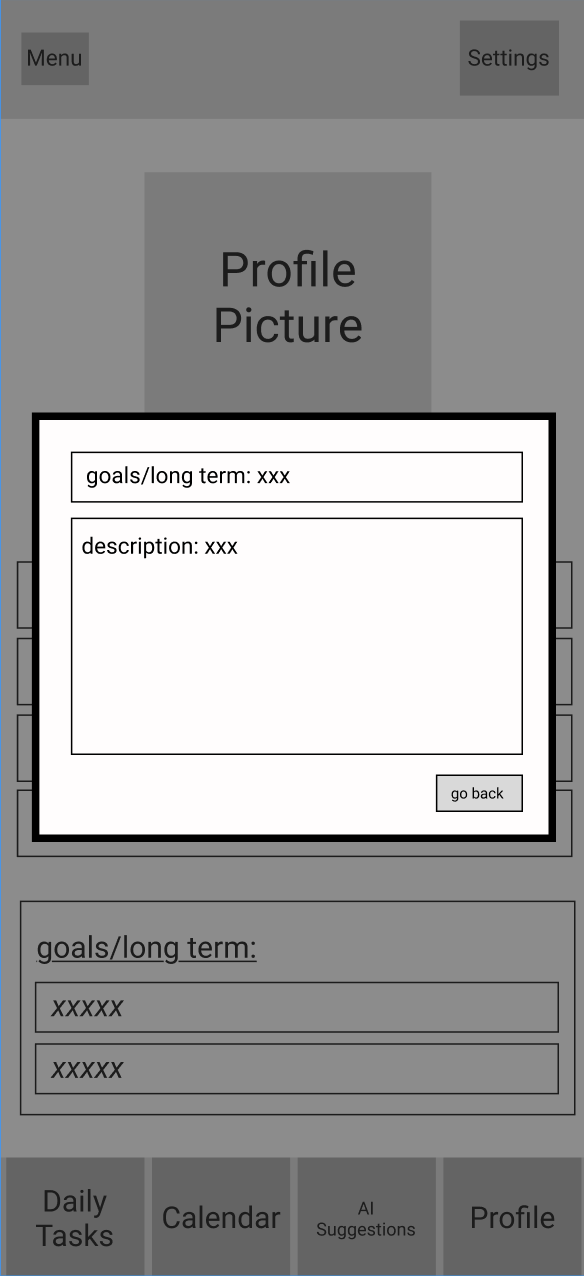 Menu
Settings
Profile
Picture
goals/long term: xxx
description: xxx
go back
goals/long term:
xxxxx
xxxxx
Daily
Tasks
Calendar
AI
Suggestions
Profile